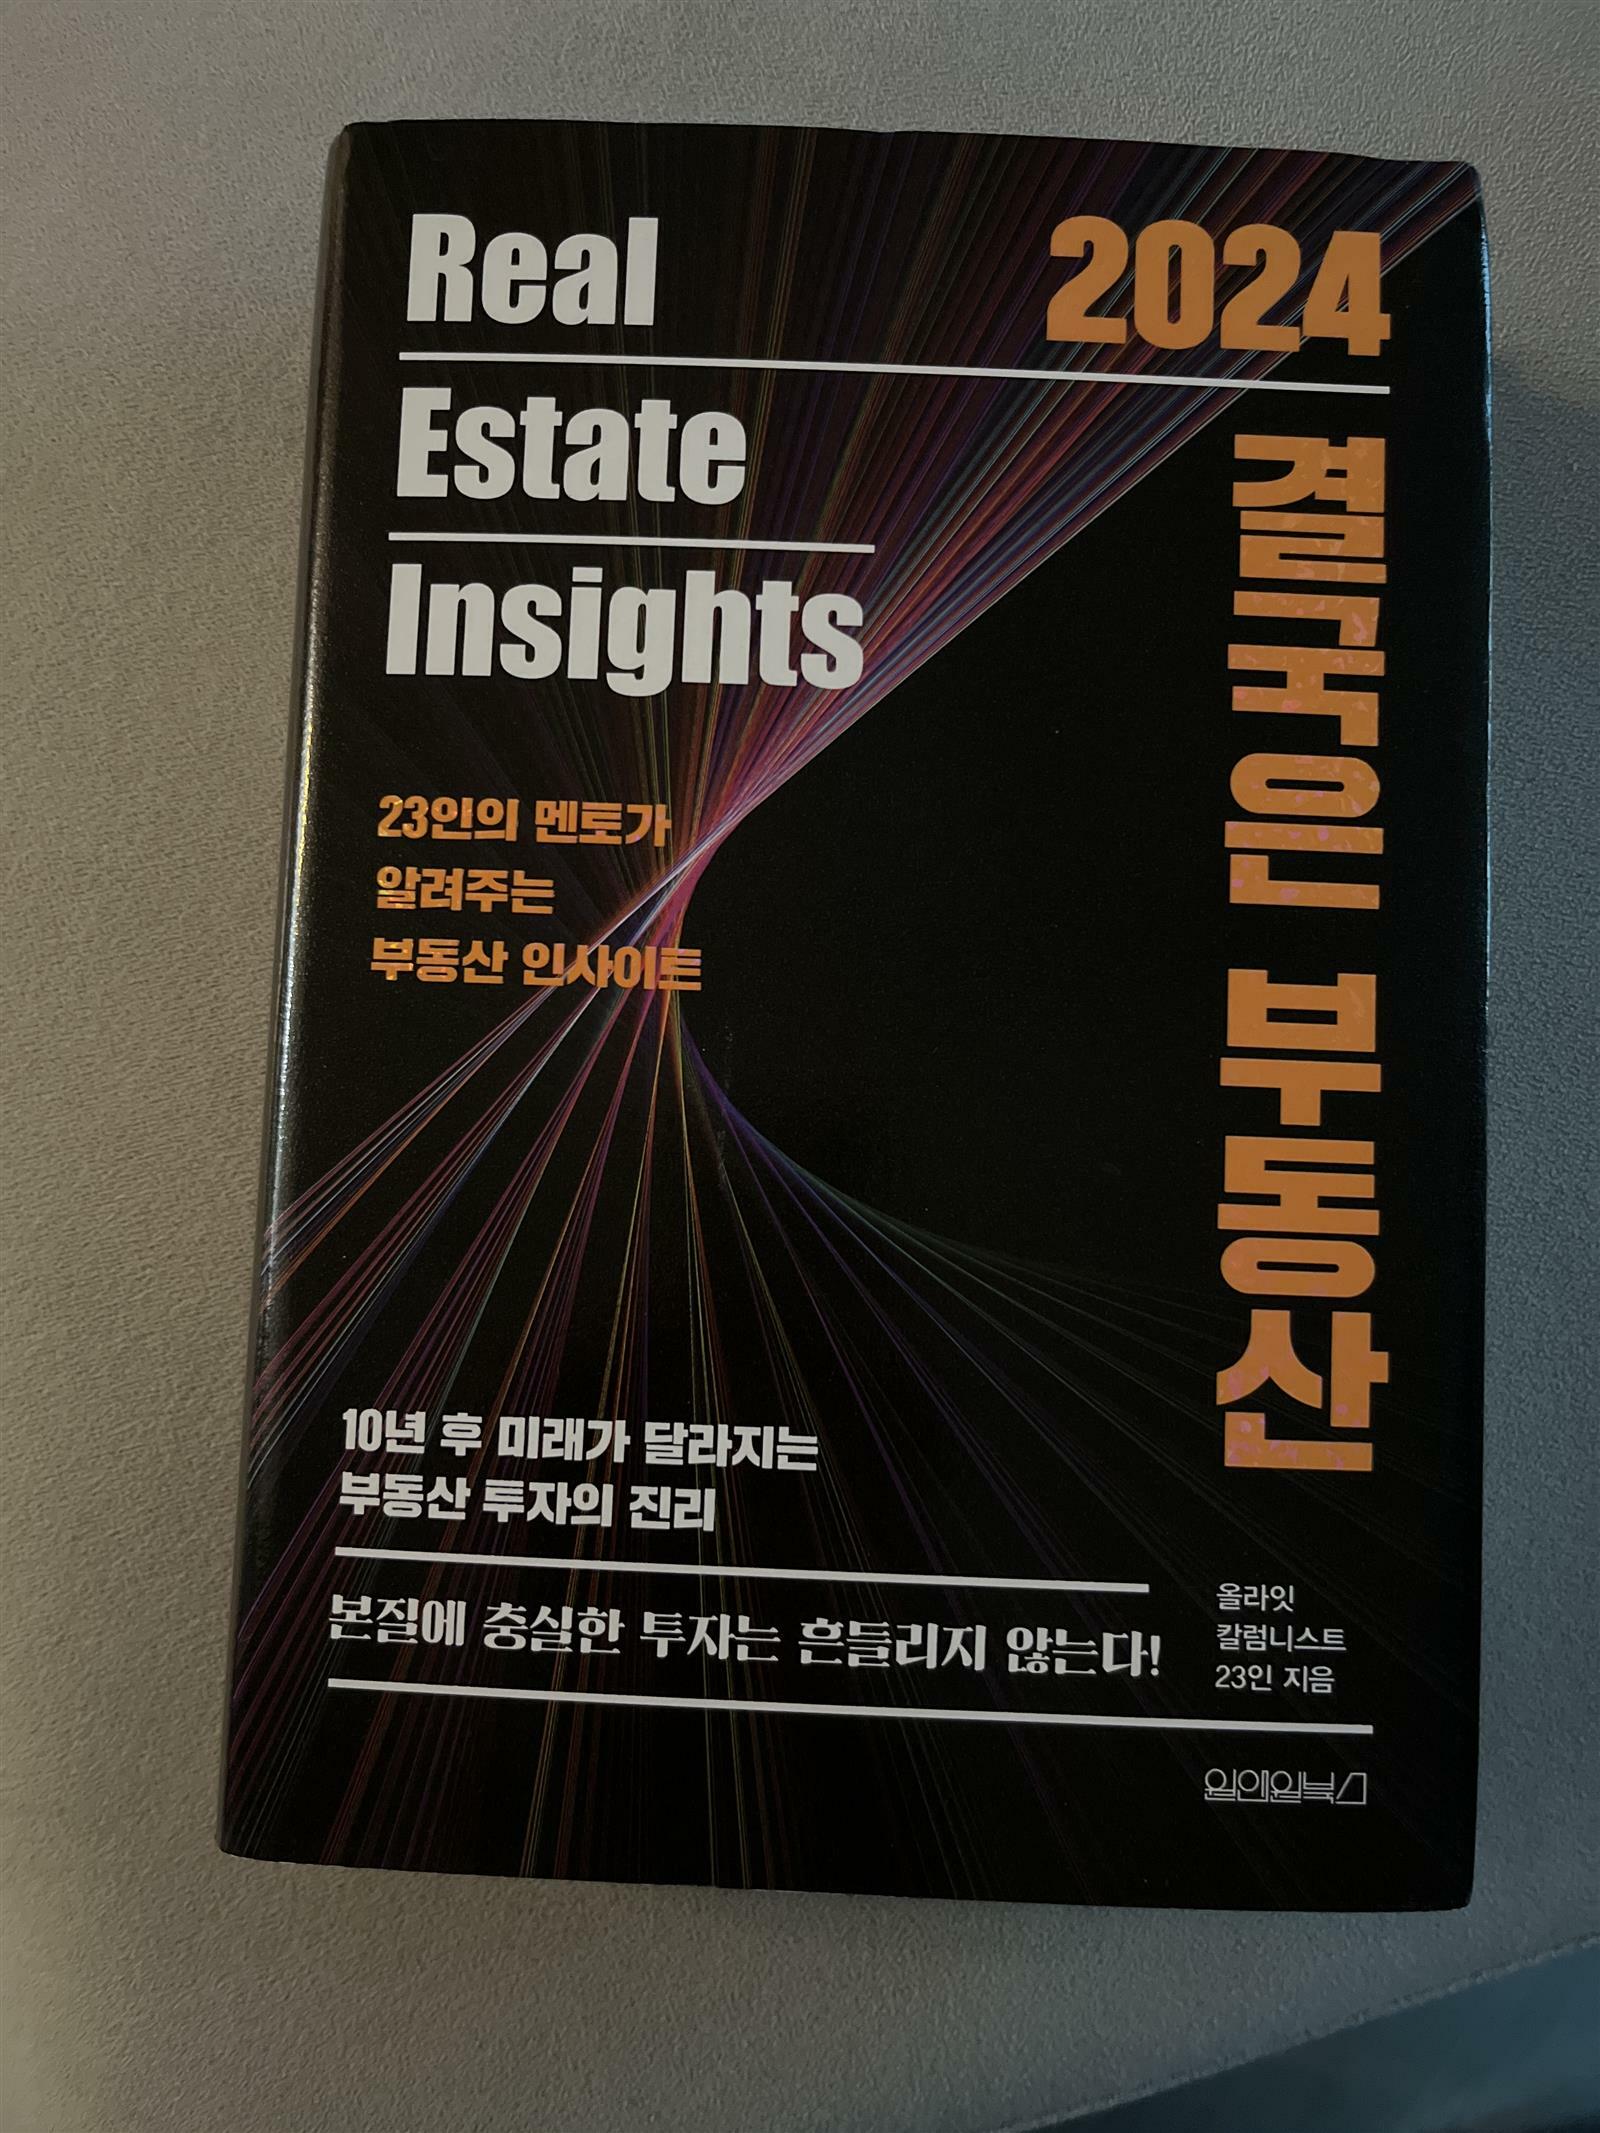 Real
Estate
Insights
2024
결국은 부동산
23인의 멘토가
알려주는
부동산 인사이트
10년 후 미래가 달라지는
부동산 투자의 진리
본질에 충실한 투자는 흔들리지 않는다!
올라잇
칼럼니스트
23인 지음
원앤원북스